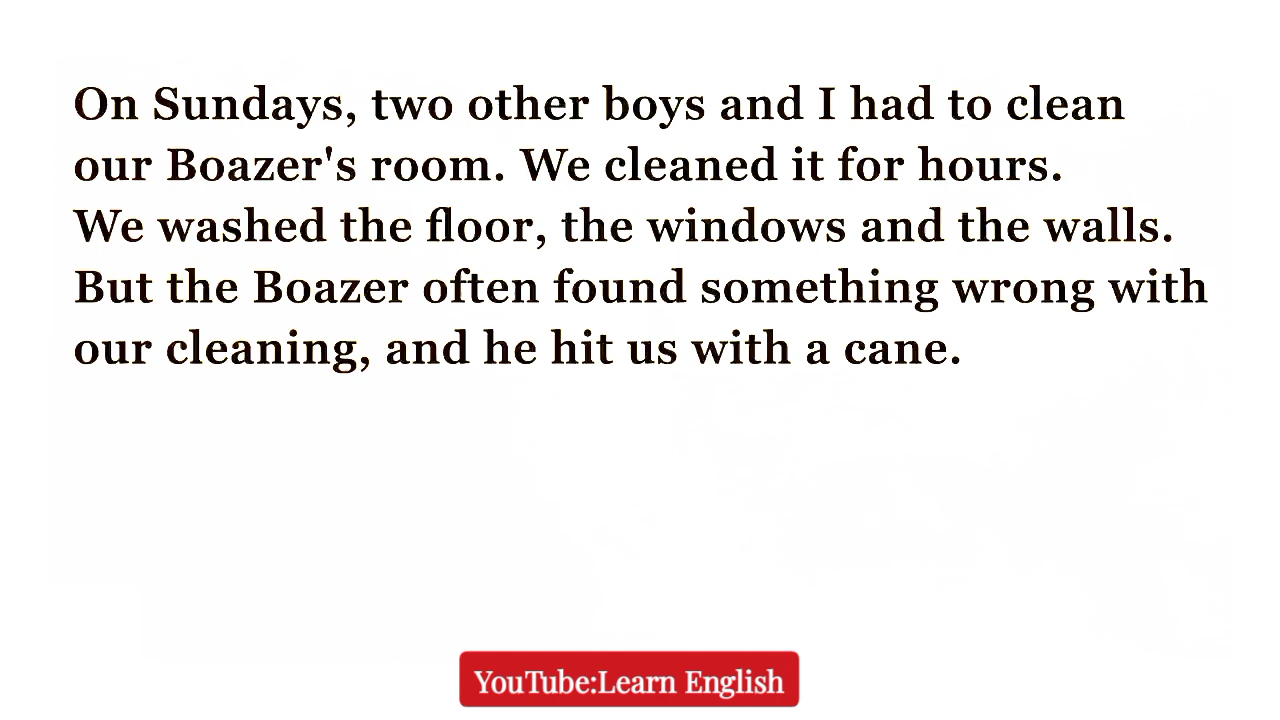 On Sundays, two other boys and I had to clean
our Boazer's room. We cleaned it for hours.
We washed the floor, the windows and the walls.
But the Boazer often found something wrong with
our cleaning, and he hit us with a cane.
YouTube:Learn English